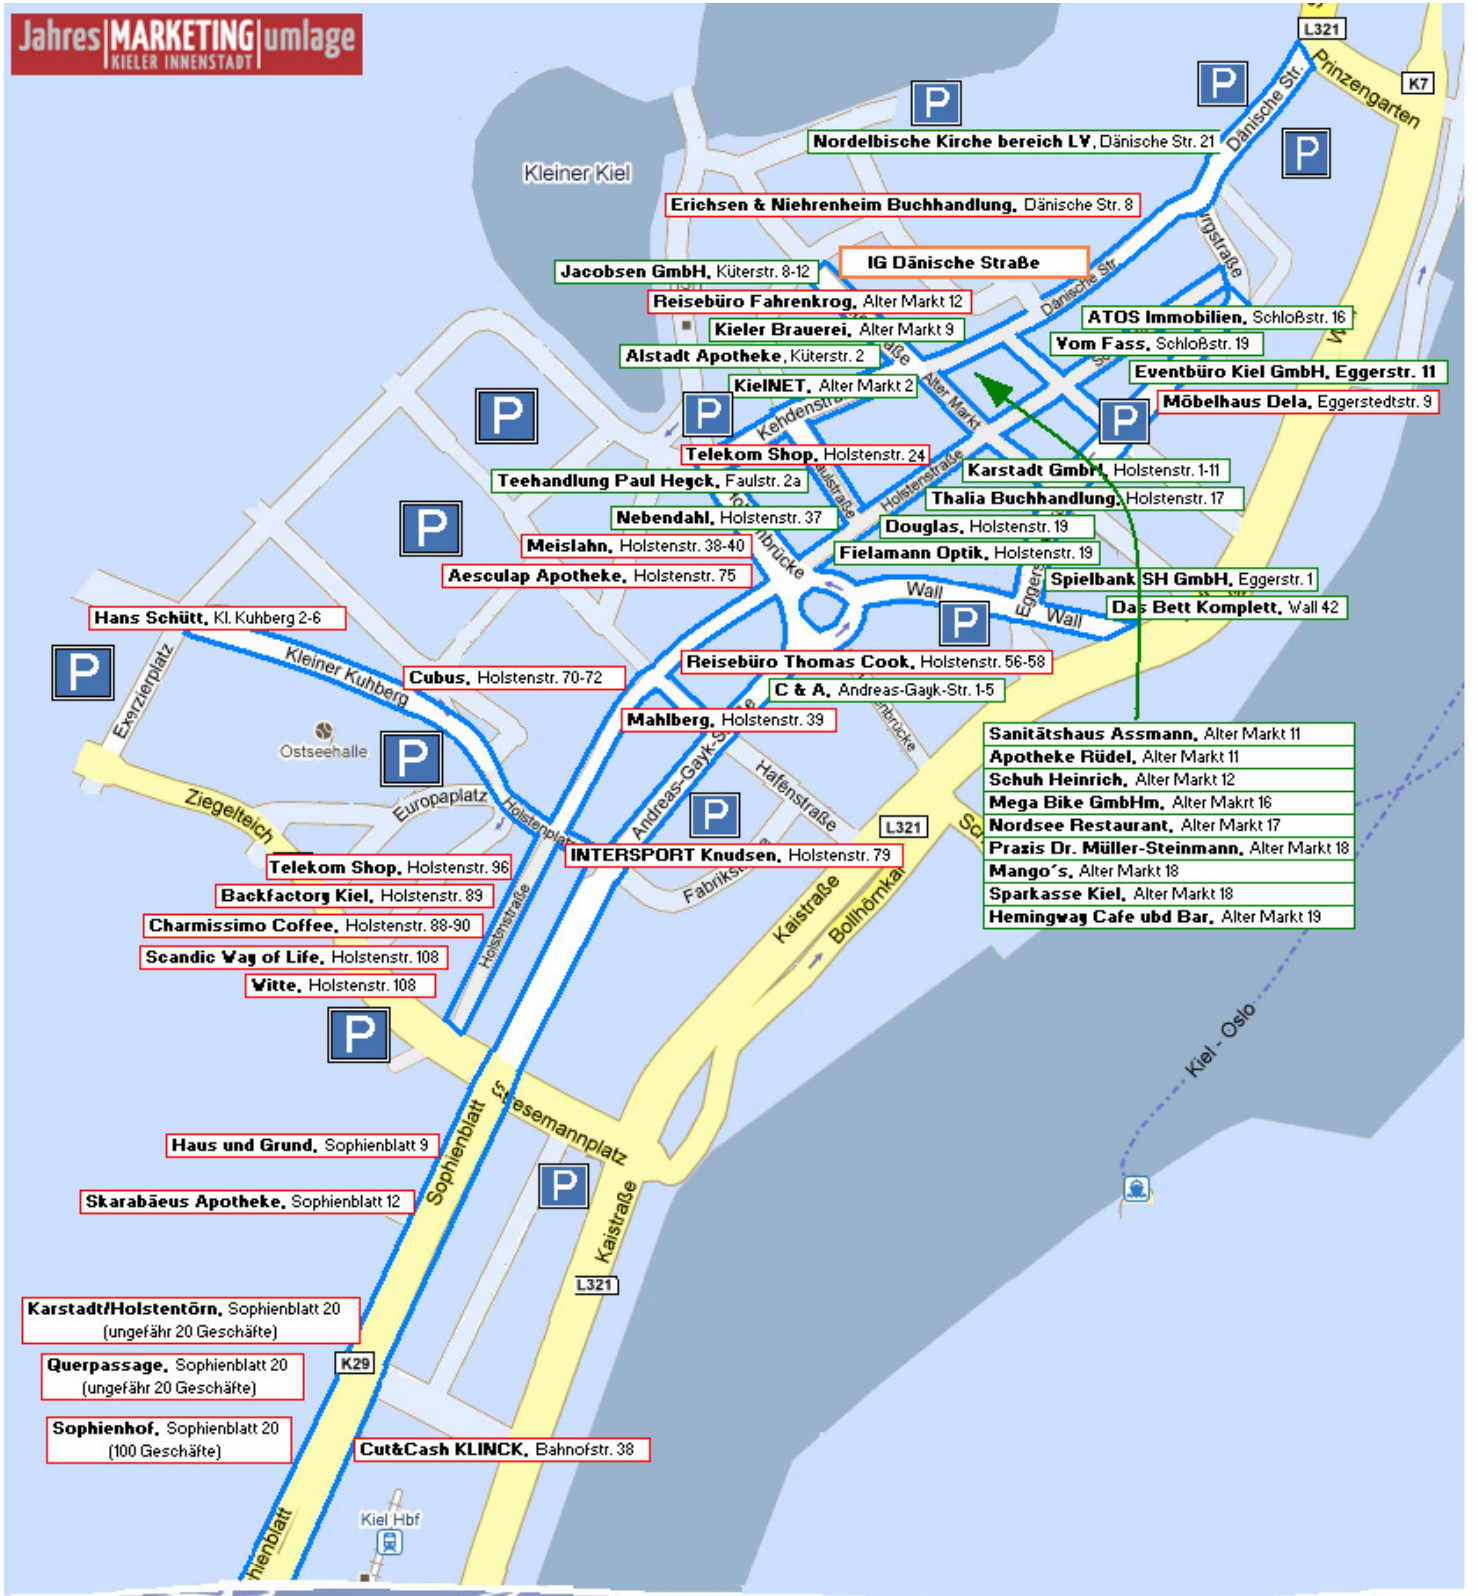 Jahres|MARKETING|umlage
KIELER INNENSTADT
L321
Prinzengarten
K7
P
P
P
Dänische Str.
Nordelbische Kirche bereich LV, Dänische Str. 21
Kleiner Kiel
Erichsen & Niehrenheim Buchhandlung, Dänische Str. 8
IG Dänische Straße
Jacobsen GmbH, Küterstr. 8-12
Dänische Str.
Reisebüro Fahrenkrog, Alter Markt 12
ATOS Immobilien, Schloßstr. 16
Kieler Brauerei, Alter Markt 9
Vom Fass, Schloßstr. 19
Alstadt Apotheke, Küterstr. 2
Eventbüro Kiel GmbH, Eggerstr. 11
KielNET, Alter Markt 2
Alter Markt
Möbelhaus Dela, Eggerstedtstr. 9
P
P
P
Telekom Shop, Holstenstr. 24
Holstenstraße
Karstadt GmbH, Holstenstr. 1-11
Teehandlung Paul Heyck, Faulstr. 2a
Thalia Buchhandlung, Holstenstr. 17
P
Nebendahl, Holstenstr. 37
Douglas, Holstenstr. 19
Meislahn, Holstenstr. 38-40
Fielamann Optik, Holstenstr. 19
Aesculap Apotheke, Holstenstr. 75
Spielbank SH GmbH, Eggerstr. 1
Wall
Das Bett Komplett, Wall 42
Hans Schütt, Kl. Kuhberg 2-6
P
Wall
Kleiner Kuhberg
P
Reisebüro Thomas Cook, Holstenstr. 56-58
Cubus, Holstenstr. 70-72
C & A, Andreas-Gayk-Str. 1-5
Exerzierplatz
Mahlberg, Holstenstr. 39
Ostseehalle
P
Sanitätshaus Assmann, Alter Markt 11
Apotheke Rüdel, Alter Markt 11
Schuh Heinrich, Alter Markt 12
Mega Bike GmbHm, Alter Makrt 16
Nordsee Restaurant, Alter Markt 17
Praxis Dr. Müller-Steinmann, Alter Markt 18
Mango´s, Alter Markt 18
Sparkasse Kiel, Alter Markt 18
Hemingway Cafe ubd Bar, Alter Markt 19
Hafenstraße
Ziegelteich
Europaplatz
Holstenplatz
P
L321
INTERSPORT Knudsen, Holstenstr. 79
Telekom Shop, Holstenstr. 96
Backfactory Kiel, Holstenstr. 89
Kaistraße
Charmissimo Coffee, Holstenstr. 88-90
Holstenstraße
Scandic Way of Life, Holstenstr. 108
Witte, Holstenstr. 108
P
Kiel - Oslo
Haus und Grund, Sophienblatt 9
Sophienblatt
P
Skarabäeus Apotheke, Sophienblatt 12
Kaistraße
L321
Karstadt/Holstentörn, Sophienblatt 20
(ungefähr 20 Geschäfte)
K29
Querpassage, Sophienblatt 20
(ungefähr 20 Geschäfte)
Sophienhof, Sophienblatt 20
(100 Geschäfte)
Cut&Cash KLINCK, Bahnofstr. 38
Kiel Hbf